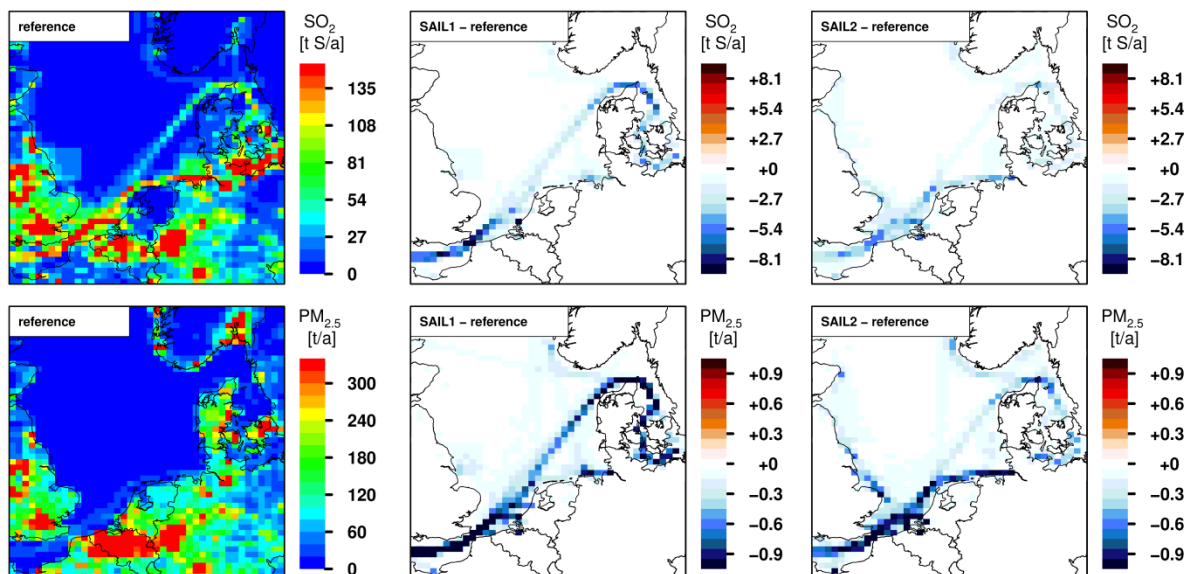 reference
SO2
[t S/a]
135
108
81
54
27
0
SAIL1 − reference
SO2
[t S/a]
+8.1
+5.4
+2.7
+0
−2.7
−5.4
−8.1
SAIL2 − reference
SO2
[t S/a]
+8.1
+5.4
+2.7
+0
−2.7
−5.4
−8.1
reference
PM2.5
[t/a]
300
240
180
120
60
0
SAIL1 − reference
PM2.5
[t/a]
+0.9
+0.6
+0.3
+0
−0.3
−0.6
−0.9
SAIL2 − reference
PM2.5
[t/a]
+0.9
+0.6
+0.3
+0
−0.3
−0.6
−0.9